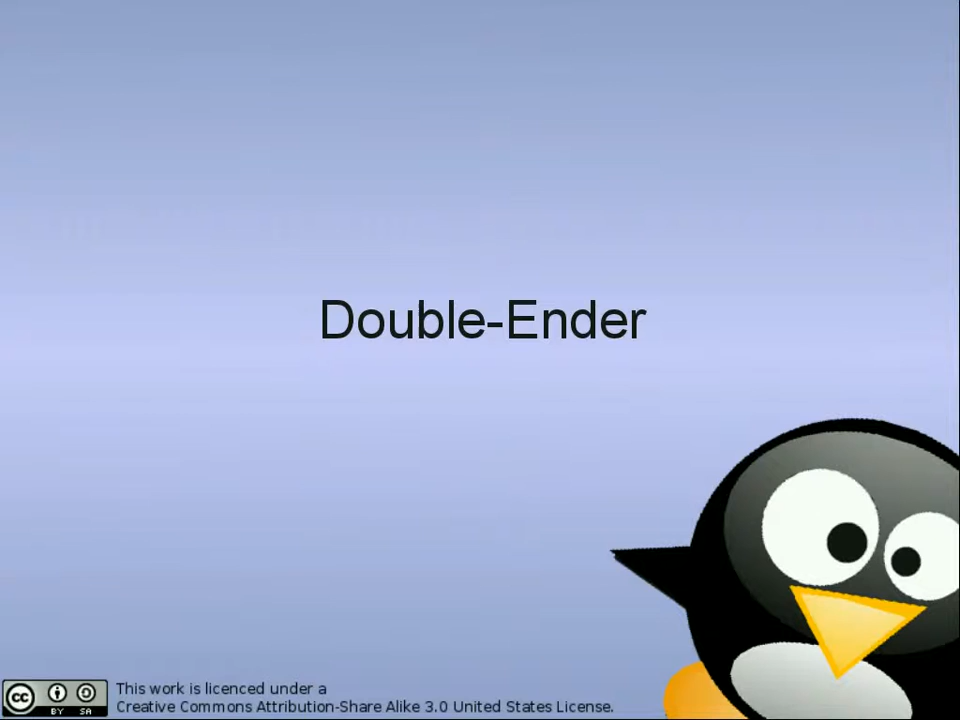 Double-Ender
cc BY SA
This work is licenced under a
Creative Commons Attribution-Share Alike 3.0 United States License.